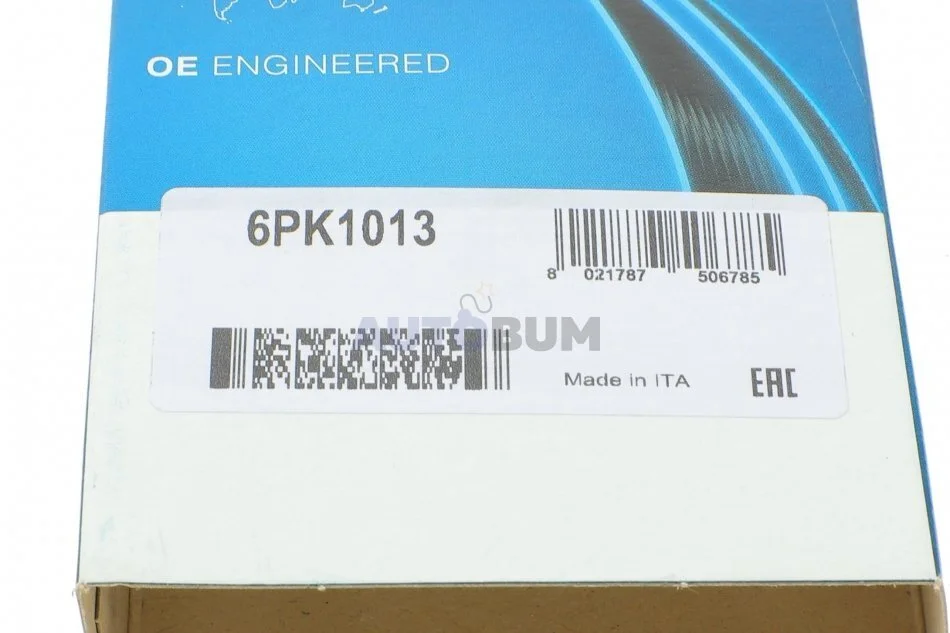 OE ENGINEERED
6PK1013
8 021787 506785
AUTOBUM
Made in ITA
EAC